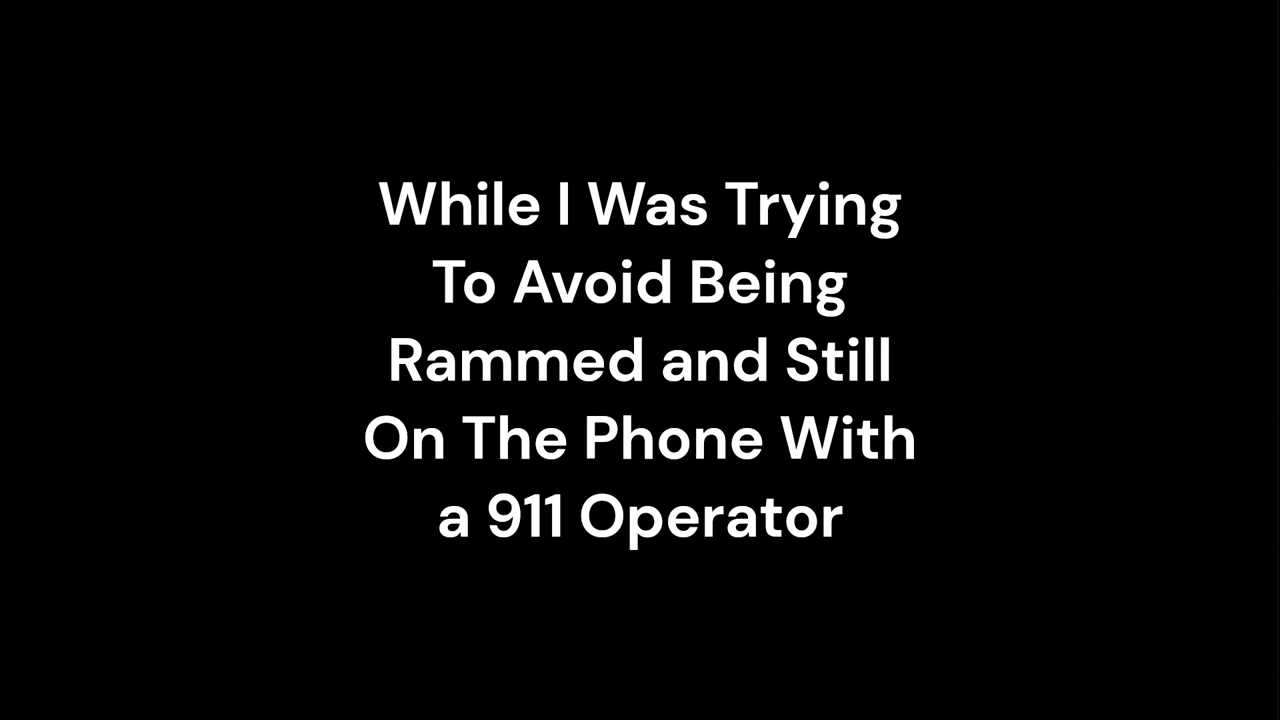 While I Was Trying
To Avoid Being
Rammed and Still
On The Phone With
a 911 Operator